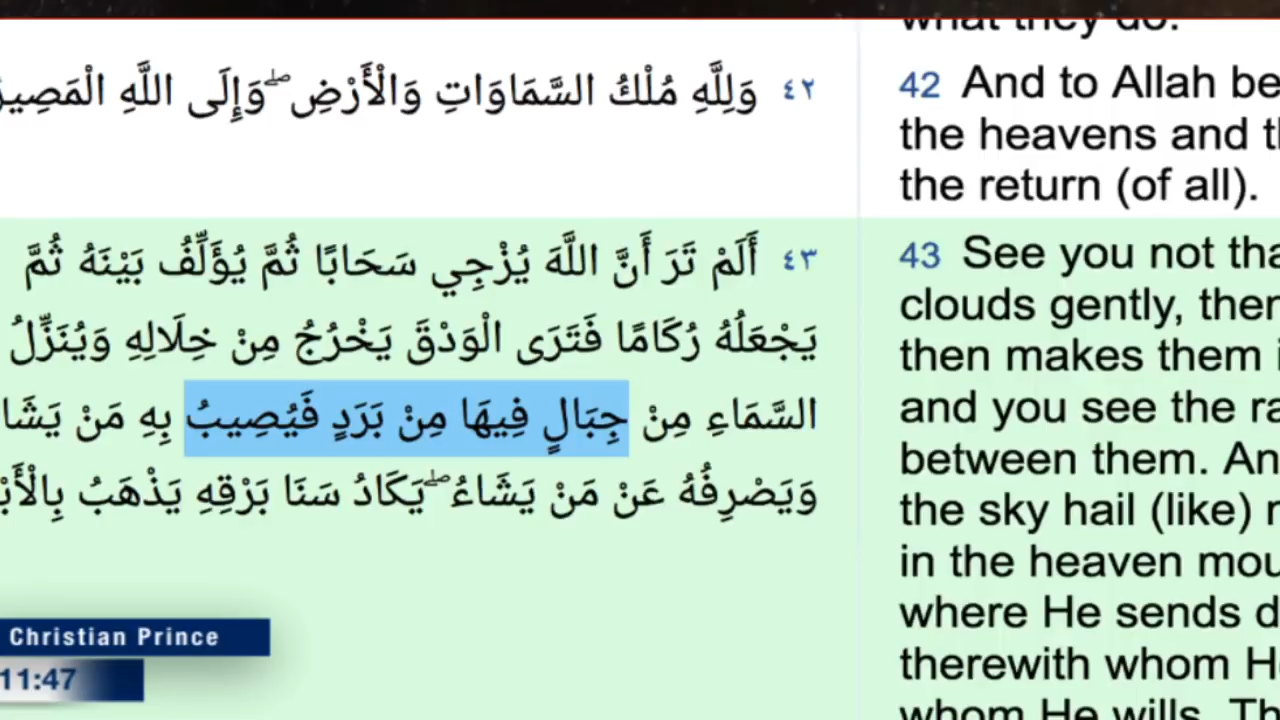 ٤٢ وَلِلَّهِ مُلْكُ السَّمَاوَاتِ وَالْأَرْضِ ۖ وَإِلَى اللَّهِ
٤٣ أَلَمْ تَرَ أَنَّ اللَّهَ يُزْجِي سَحَابًا ثُمَّ يُؤَلِّفُ بَيْنَهُ ثُمَّ
يَجْعَلُهُ رُكَامًا فَتَرَى الْوَدْقَ يَخْرُجُ مِنْ خِلَالِهِ وَيُنَزِّلُ
السَّمَاءِ مِنْ جِبَالٍ فِيهَا مِنْ بَرَدٍ فَيُصِيبُ بِهِ مَنْ
وَيَصْرِفُهُ عَنْ مَنْ يَشَاءُ ۖ يَكَادُ سَنَا بَرْقِهِ يَذْهَبُ
what they do.
42 And to Allah
the heavens and
the return (of all).
43 See you not
clouds gently,
then makes them
and you see the
between them.
the sky hail (like)
in the heaven
where He sends
therewith whom
whom He wills.
Christian Prince
11:47